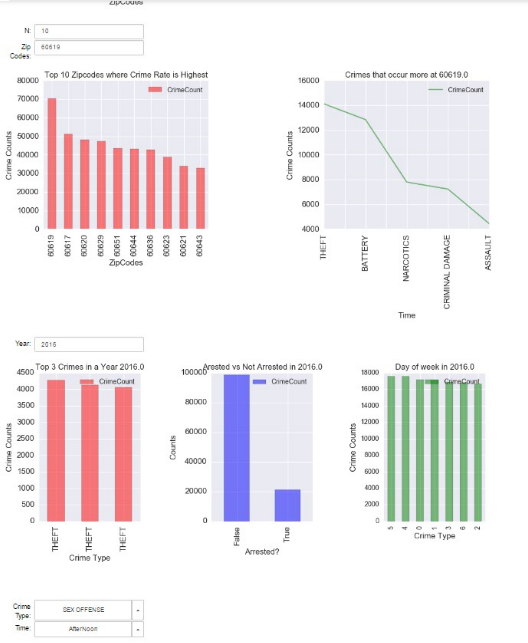 ZipCodes
N: 10
Zip Codes: 60619
Top 10 Zipcodes where Crime Rate is Highest
CrimeCount
80000
70000
60000
50000
40000
30000
20000
10000
0
Crime Counts
60619 60617 60620 60629 60651 60644 60636 60623 60621 60643
ZipCodes
Crimes that occur more at 60619.0
CrimeCount
16000
14000
12000
10000
8000
6000
4000
Crime Counts
THEFT BATTERY NARCOTICS CRIMINAL DAMAGE ASSAULT
Time
Year: 2016
Top 3 Crimes in a Year 2016.0
CrimeCount
4500
4000
3500
3000
2500
2000
1500
1000
500
0
Crime Counts
THEFT THEFT THEFT
Crime Type
Arrested vs Not Arrested in 2016.0
CrimeCount
100000
80000
60000
40000
20000
0
Counts
False True
Arrested?
Day of week in 2016.0
CrimeCount
18000
16000
14000
12000
10000
8000
6000
4000
2000
0
Crime Counts
5 4 0 1 3 6 2
Crime Type
Crime Type: SEX OFFENSE
Time: AfterNoon